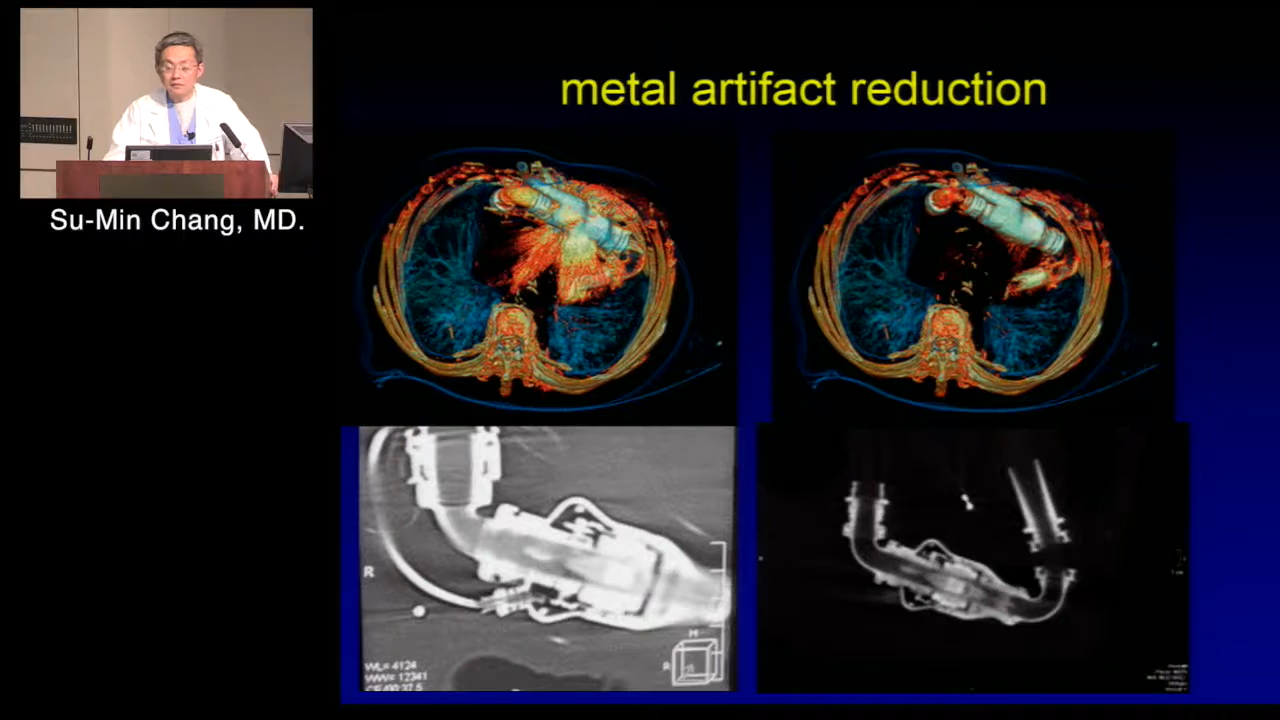 metal artifact reduction
Su-Min Chang, MD.
R
H
R
WL= 4124
WW= 12341